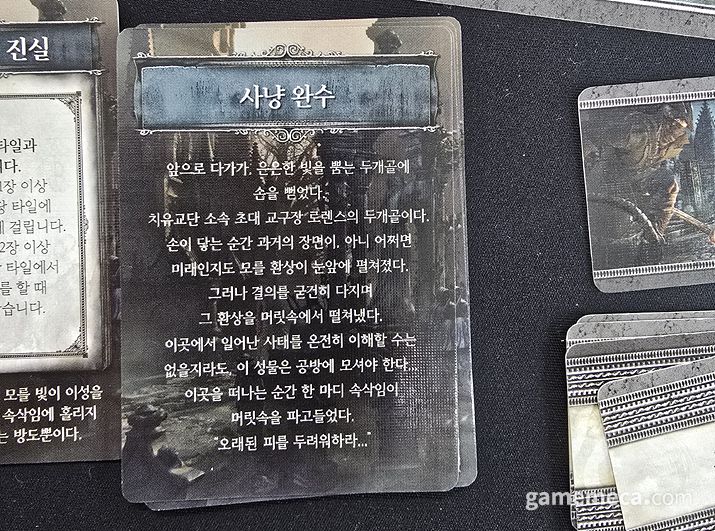 진실
타일과
니다.
1장 이상
당 타일에
에 걸립니다.
2장 이상
타일에서
를 할 때
습니다.
모를 빛이 이성을
속삭임에 홀리지
는 방도뿐이다.
사냥 완수
앞으로 다가가, 은은한 빛을 뿜는 두개골에
손을 뻗었다.
치유교단 소속 초대 교구장 로렌스의 두개골이다.
손이 닿는 순간 과거의 장면이, 아니 어쩌면
미래인지도 모를 환상이 눈앞에 펼쳐졌다.
그러나 결의를 굳건히 다지며
그 환상을 머릿속에서 떨쳐냈다.
이곳에서 일어난 사태를 온전히 이해할 수는
없을지라도, 이 성물은 공방에 모셔야 한다...
이곳을 떠나는 순간 한 마디 속삭임이
머릿속을 파고들었다.
"오래된 피를 두려워하라..."
gamemeca.com